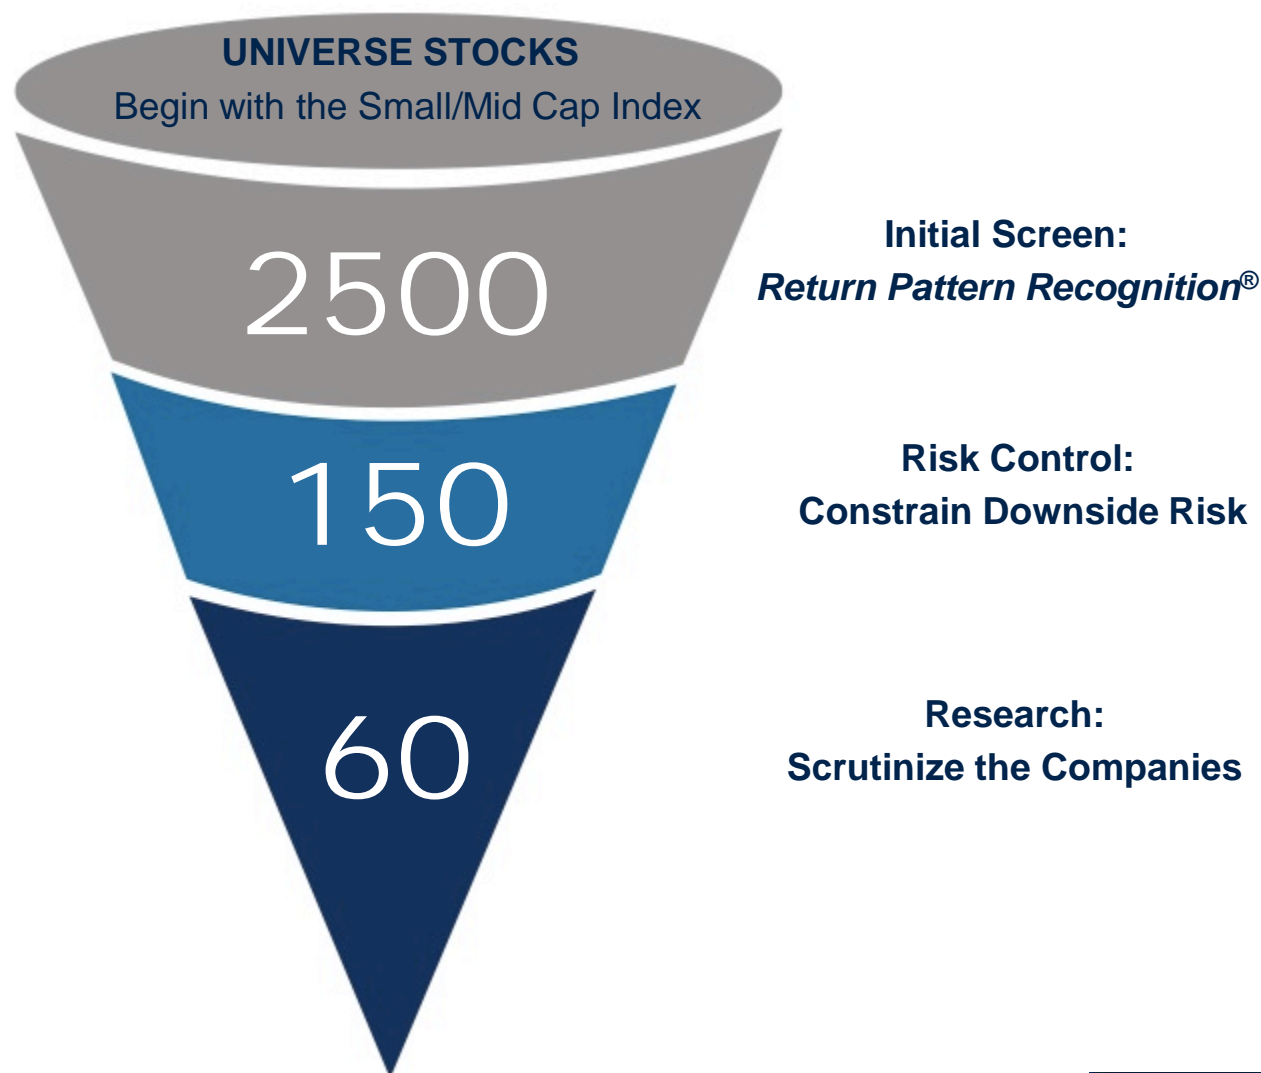 UNIVERSE STOCKS
Begin with the Small/Mid Cap Index
2500
Initial Screen:
Return Pattern Recognition®
150
Risk Control:
Constrain Downside Risk
60
Research:
Scrutinize the Companies